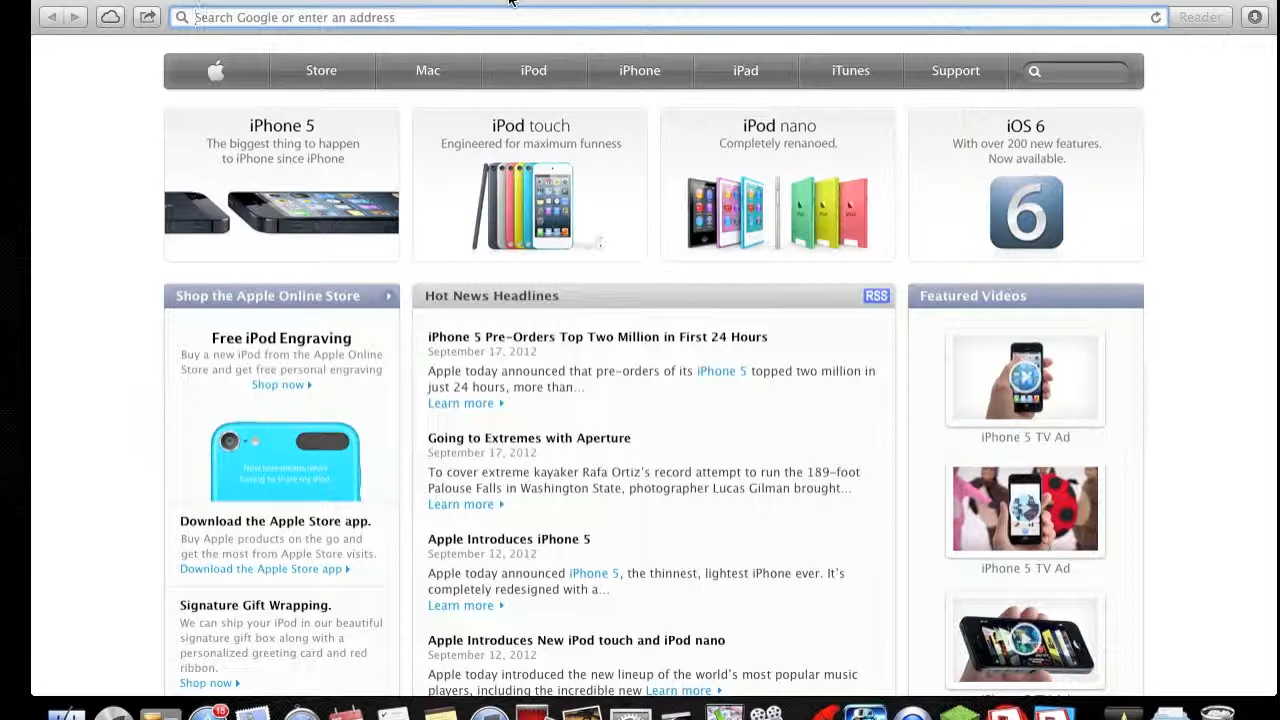 Search Google or enter an address
Reader
Store
Mac
iPod
iPhone
iPad
iTunes
Support
iPhone 5
The biggest thing to happen
to iPhone since iPhone
iPod touch
Engineered for maximum funness
iPod nano
Completely renanoed.
iOS 6
With over 200 new features.
Now available.
6
Shop the Apple Online Store
Free iPod Engraving
Buy a new iPod from the Apple Online
Store and get free personal engraving
Shop now
Download the Apple Store app.
Buy Apple products on the go and
get the most from Apple Store visits.
Download the Apple Store app
Signature Gift Wrapping.
We can ship your iPod in our beautiful
signature gift box along with a
personalized greeting card and red
ribbon.
Shop now
Hot News Headlines
RSS
iPhone 5 Pre-Orders Top Two Million in First 24 Hours
September 17, 2012
Apple today announced that pre-orders of its iPhone 5 topped two million in
just 24 hours, more than...
Learn more
Going to Extremes with Aperture
September 17, 2012
To cover extreme kayaker Rafa Ortiz's record attempt to run the 189-foot
Palouse Falls in Washington State, photographer Lucas Gilman brought...
Learn more
Apple Introduces iPhone 5
September 12, 2012
Apple today announced iPhone 5, the thinnest, lightest iPhone ever. It's
completely redesigned with a...
Learn more
Apple Introduces New iPod touch and iPod nano
September 12, 2012
Apple today introduced the new lineup of the world's most popular music
players, including the incredible new Learn more
Featured Videos
iPhone 5 TV Ad
iPhone 5 TV Ad
15